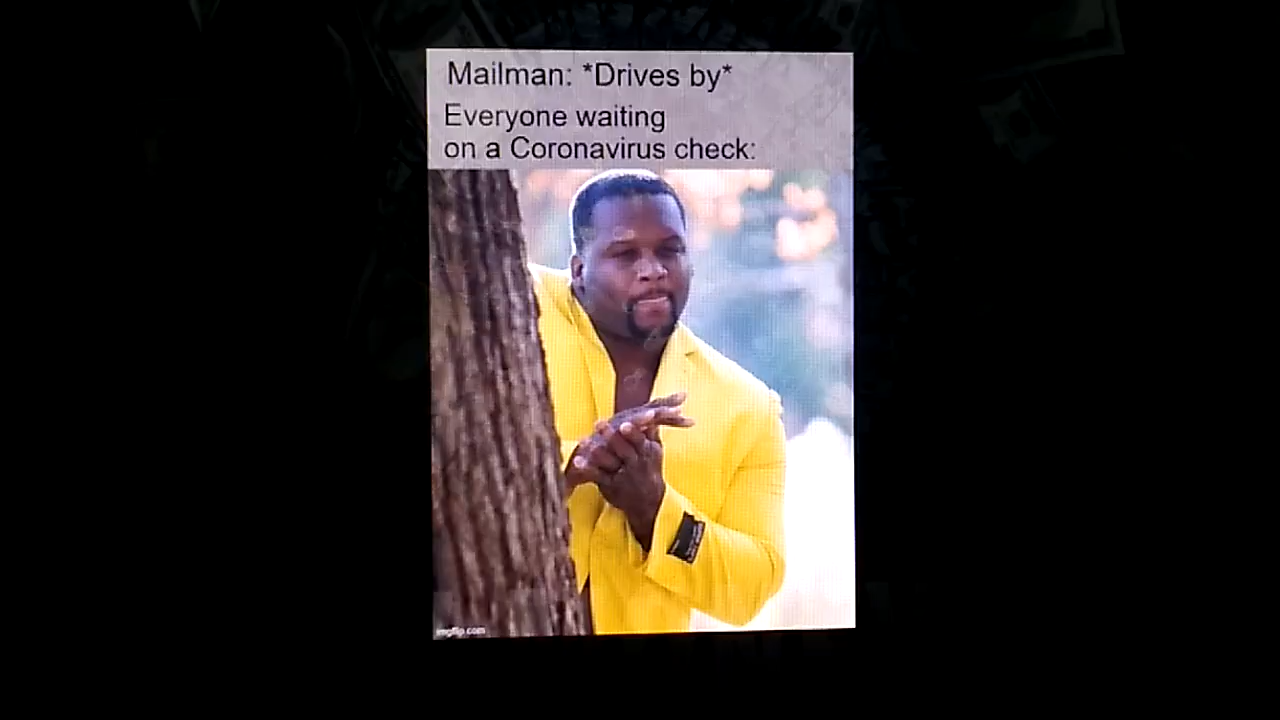 Mailman: *Drives by*
Everyone waiting
on a Coronavirus check:
imgflip.com